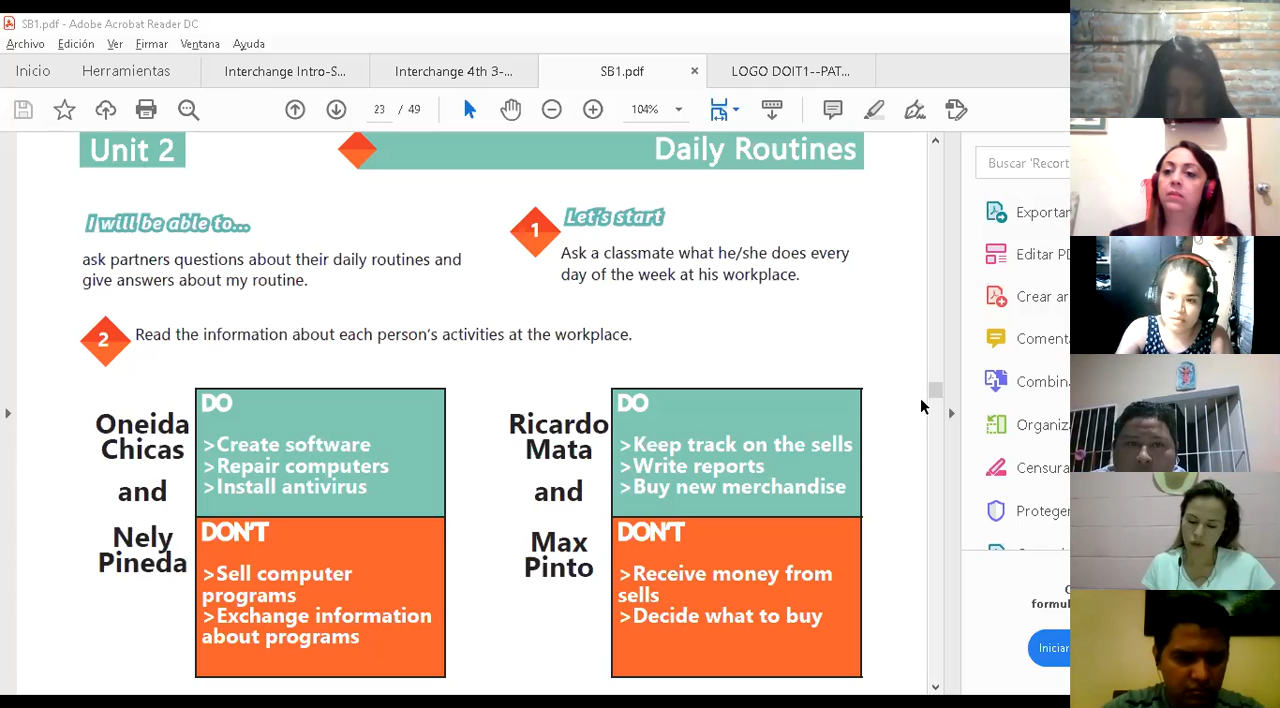 SB1.pdf - Adobe Acrobat Reader DC
Archivo Edición Ver Firmar Ventana Ayuda
Inicio Herramientas Interchange Intro-S... Interchange 4th 3-... SB1.pdf × LOGO DOIT1--PAT...
23 / 49 104%
Unit 2 Daily Routines
I will be able to...
ask partners questions about their daily routines and
give answers about my routine.
1 Let's start
Ask a classmate what he/she does every
day of the week at his workplace.
2 Read the information about each person's activities at the workplace.
Oneida
Chicas
and
Nely
Pineda
DO
>Create software
>Repair computers
>Install antivirus
DON'T
>Sell computer
programs
>Exchange information
about programs
Ricardo
Mata
and
Max
Pinto
DO
>Keep track on the sells
>Write reports
>Buy new merchandise
DON'T
>Receive money from
sells
>Decide what to buy
Buscar 'Recort
Exportar
Editar PD
Crear ar
Comenta
Combin
Organiz
Censura
Proteger
formul
Iniciar